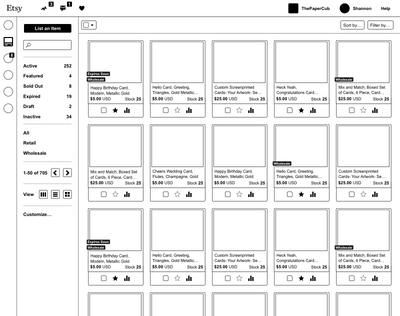 Etsy
3
1
ThePaperCub
Shannon
Help
List an Item
Sort by...
Filter by...
Active 252
Featured 4
Sold Out 8
Expired 19
Draft 2
Inactive 34
All
Retail
Wholesale
1-50 of 705
View
Customize...
Expires Soon
Wholesale
Happy Birthday Card,
Modern, Metallic Gold
$5.00 USD Stock 25
Hello Card, Greeting,
Triangles, Gold Metallic ...
$5.00 USD Stock 25
Custom Screenprinted
Cards- Your Artwork- Se...
$25.00 USD Stock 25
Wholesale
Heck Yeah,
Congratulations Card...
$5.00 USD Stock 25
Wholesale
Mix and Match, Boxed Set
of Cards, 6 Piece, Card...
$25.00 USD Stock 25
Mix and Match, Boxed Set
of Cards, 6 Piece, Card...
$25.00 USD Stock 25
Cheers Wedding Card,
Flutes, Champagne, Gold
$5.00 USD Stock 25
Happy Birthday Card,
Modern, Metallic Gold
$5.00 USD Stock 25
Wholesale
Hello Card, Greeting,
Triangles, Gold Metallic ...
$5.00 USD Stock 25
Custom Screenprinted
Cards- Your Artwork- Se...
$25.00 USD Stock 25
Expires Soon
Wholesale
Happy Birthday Card,
Modern, Metallic Gold
$5.00 USD Stock 25
Hello Card, Greeting,
Triangles, Gold Metallic ...
$5.00 USD Stock 25
Custom Screenprinted
Cards- Your Artwork- Se...
$25.00 USD Stock 25
Heck Yeah,
Congratulations Card...
$5.00 USD Stock 25
Wholesale
Mix and Match, Boxed Set
of Cards, 6 Piece, Card...
$25.00 USD Stock 25